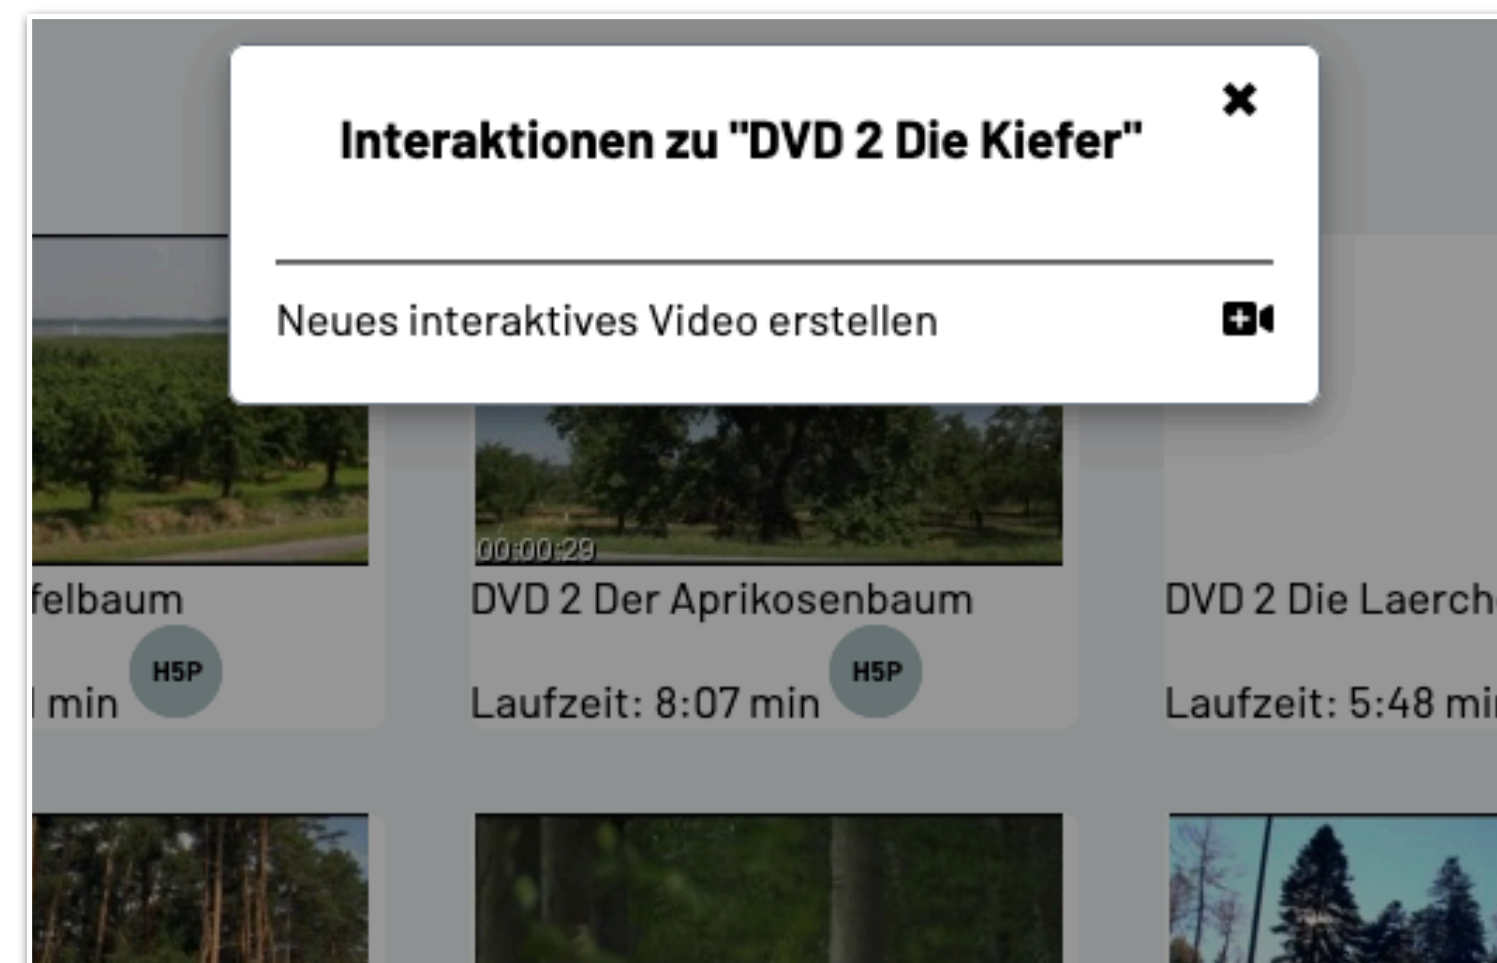 Interaktionen zu "DVD 2 Die Kiefer"
Neues interaktives Video erstellen
00:00:29
felbaum
DVD 2 Der Aprikosenbaum
DVD 2 Die Laerch
H5P
H5P
min
Laufzeit: 8:07 min
Laufzeit: 5:48 mi